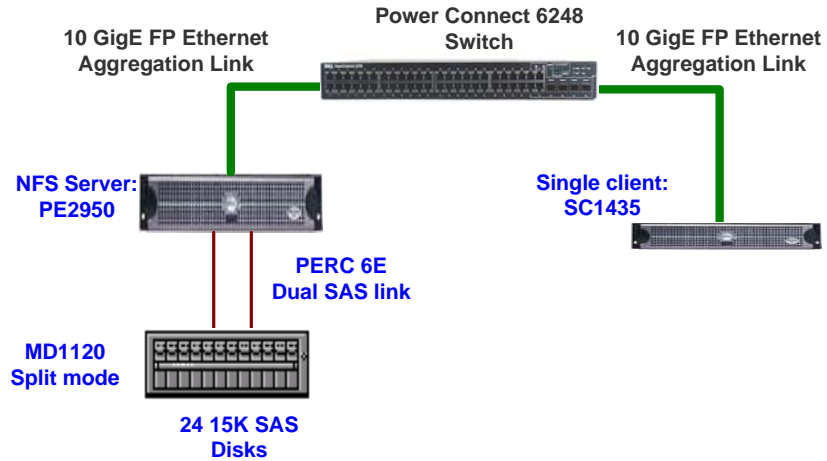 Power Connect 6248
Switch
10 GigE FP Ethernet
Aggregation Link
10 GigE FP Ethernet
Aggregation Link
NFS Server:
PE2950
Single client:
SC1435
PERC 6E
Dual SAS link
MD1120
Split mode
24 15K SAS
Disks